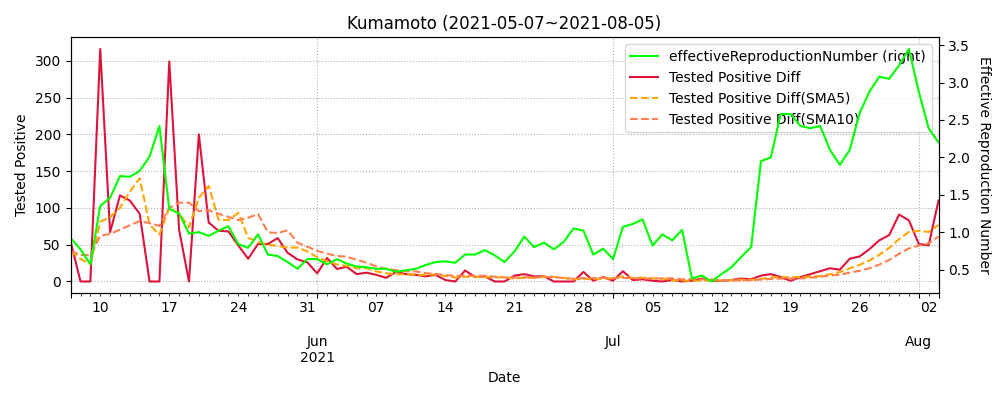 Kumamoto (2021-05-07~2021-08-05)
effectiveReproductionNumber (right)
Tested Positive Diff
Tested Positive Diff(SMA5)
Tested Positive Diff(SMA10)
Tested Positive
300
250
200
150
100
50
0
3.5
3.0
2.5
2.0
1.5
1.0
0.5
Effective Reproduction Number
10 17 24 31 07 14 21 28 05 12 19 26 02
Jun Jul Aug
2021
Date